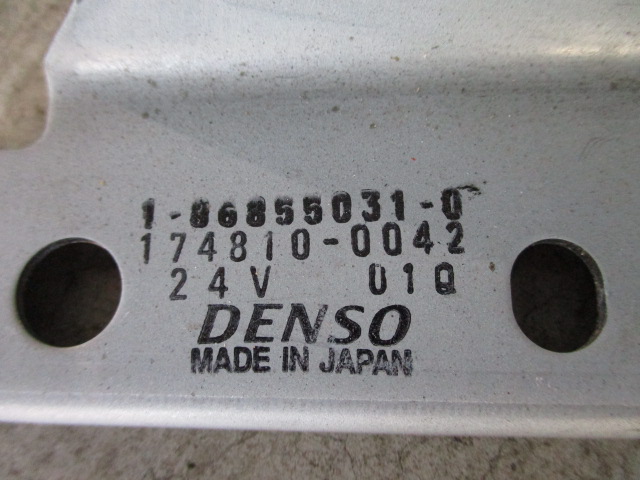 1-86855031-0
174810-0042
24V 01Q
DENSO
MADE IN JAPAN